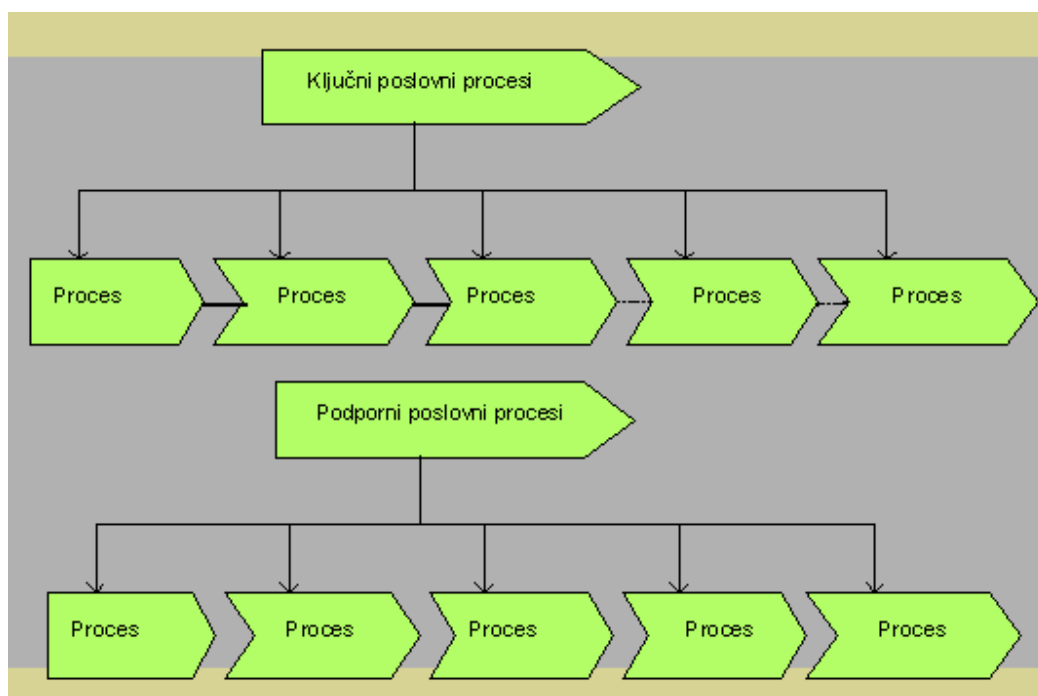 Ključni poslovni procesi
Proces
Proces
Proces
Proces
Proces
Podporni poslovni procesi
Proces
Proces
Proces
Proces
Proces